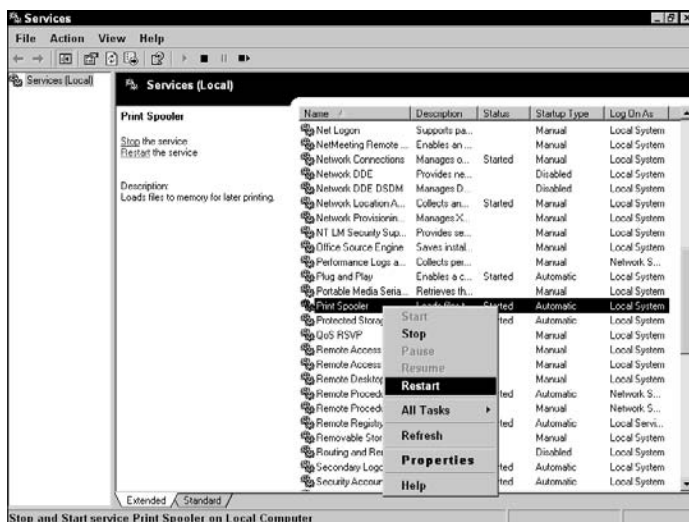 Services
File Action View Help
Services (Local)
Services (Local)
Print Spooler
Stop the service
Restart the service
Description:
Loads files to memory for later printing.
Name Description Status Startup Type Log On As
Net Logon Supports pa... Manual Local System
NetMeeting Remote ... Enables an ... Manual Local System
Network Connections Manages o... Started Manual Local System
Network DDE Provides ne... Disabled Local System
Network DDE DSDM Manages D... Disabled Local System
Network Location A... Collects an... Started Manual Local System
Network Provisionin... Manages X... Manual Local System
NT LM Security Sup... Provides se... Manual Local System
Office Source Engine Saves instal... Manual Local System
Performance Logs a... Collects per... Manual Network S...
Plug and Play Enables a c... Started Automatic Local System
Portable Media Seria... Retrieves th... Manual Local System
Print Spooler Loads files t... Started Automatic Local System
Protected Storag ted Automatic Local System
QoS RSVP Manual Local System
Remote Access Manual Local System
Remote Access Manual Local System
Remote Desktop Manual Local System
Remote Procedu ted Automatic Network S...
Remote Procedu Manual Network S...
Remote Registry ted Automatic Local Servi...
Removable Stor Manual Local System
Routing and Rem Disabled Local System
Secondary Logo ted Automatic Local System
Security Accoun ted Automatic Local System
Start
Stop
Pause
Resume
Restart
All Tasks
Refresh
Properties
Help
Extended Standard
Stop and Start service Print Spooler on Local Computer